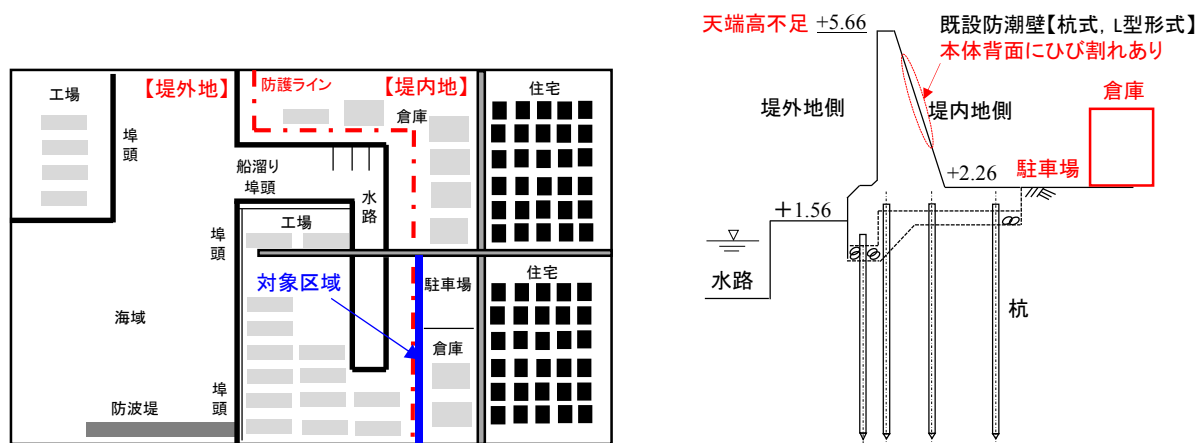 工場
【堤外地】
防護ライン
【堤内地】
住宅
倉庫
埠頭
船溜り
埠頭
水路
工場
埠頭
対象区域
駐車場
住宅
海域
倉庫
埠頭
防波堤
天端高不足 +5.66
既設防潮壁【杭式，L型形式】
本体背面にひび割れあり
堤外地側
堤内地側
倉庫
駐車場
+2.26
+1.56
水路
杭